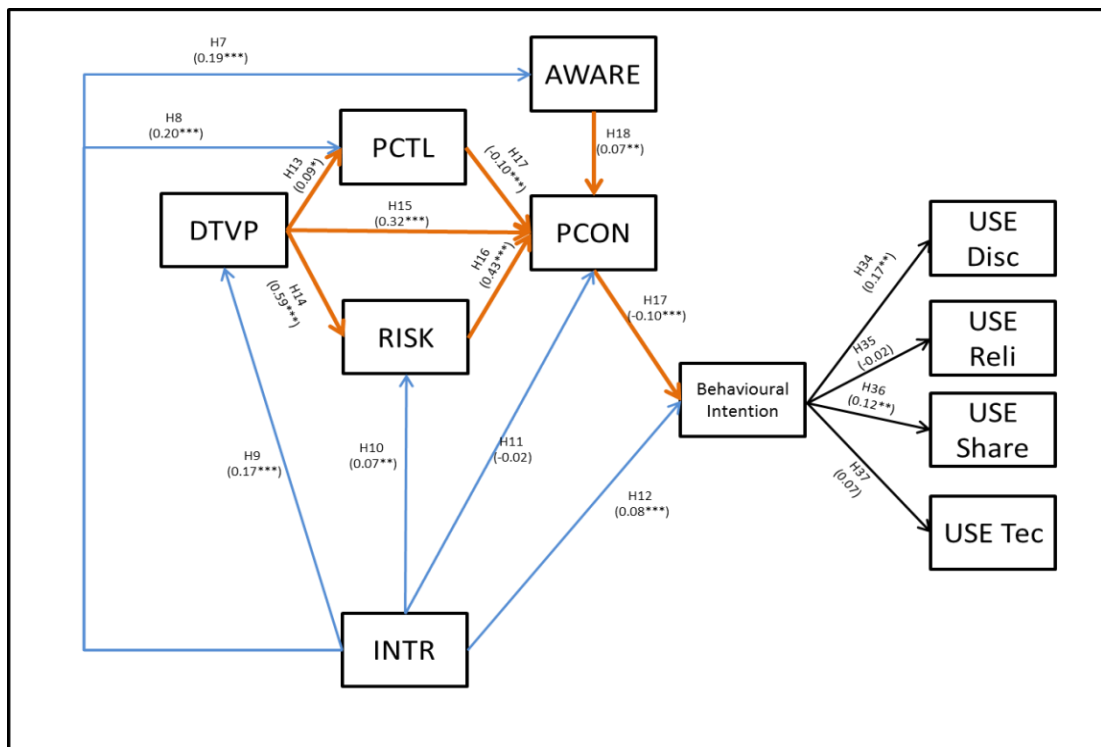 H7
(0.19***)
AWARE
H8
(0.20***)
PCTL
H18
(0.07**)
H17
(-0.10***)
H13
(0.09*)
DTVP
H15
(0.32***)
PCON
USE
Disc
H14
(0.59***)
H16
(0.43***)
RISK
H17
(-0.10***)
H34
(0.17**)
USE
Reli
H35
(-0.02)
Behavioural
Intention
H36
(0.12**)
USE
Share
H9
(0.17***)
H10
(0.07**)
H11
(-0.02)
H12
(0.08***)
H37
(0.07)
USE Tec
INTR